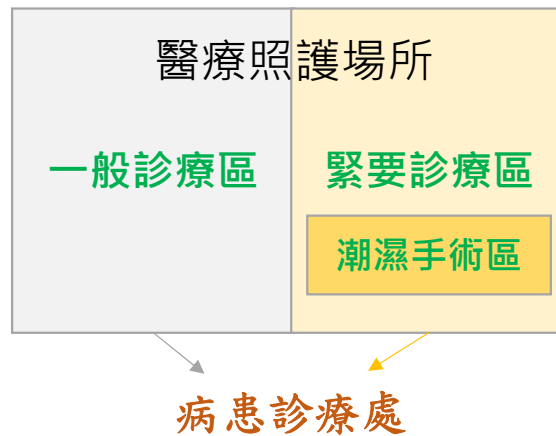 醫療照護場所
一般診療區
緊要診療區
潮濕手術區
病患診療處